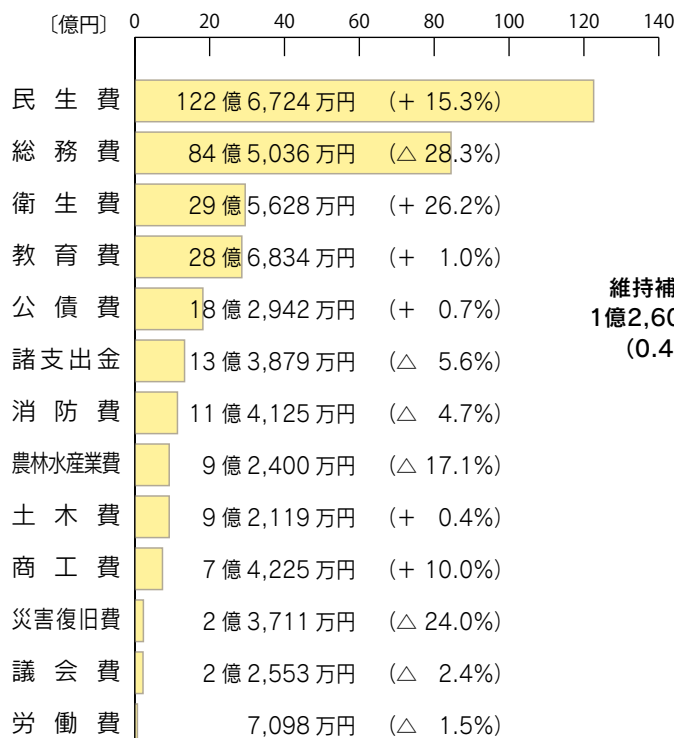 〔億円〕 0 20 40 60 80 100 120 140
民生費 122億6,724万円 (+ 15.3%)
総務費 84億5,036万円 (△ 28.3%)
衛生費 29億5,628万円 (+ 26.2%)
教育費 28億6,834万円 (+ 1.0%)
公債費 18億2,942万円 (+ 0.7%)
諸支出金 13億3,879万円 (△ 5.6%)
消防費 11億4,125万円 (△ 4.7%)
農林水産業費 9億2,400万円 (△ 17.1%)
土木費 9億2,119万円 (+ 0.4%)
商工費 7億4,225万円 (+ 10.0%)
災害復旧費 2億3,711万円 (△ 24.0%)
議会費 2億2,553万円 (△ 2.4%)
労働費 7,098万円 (△ 1.5%)
維持補
1億2,60
(0.4